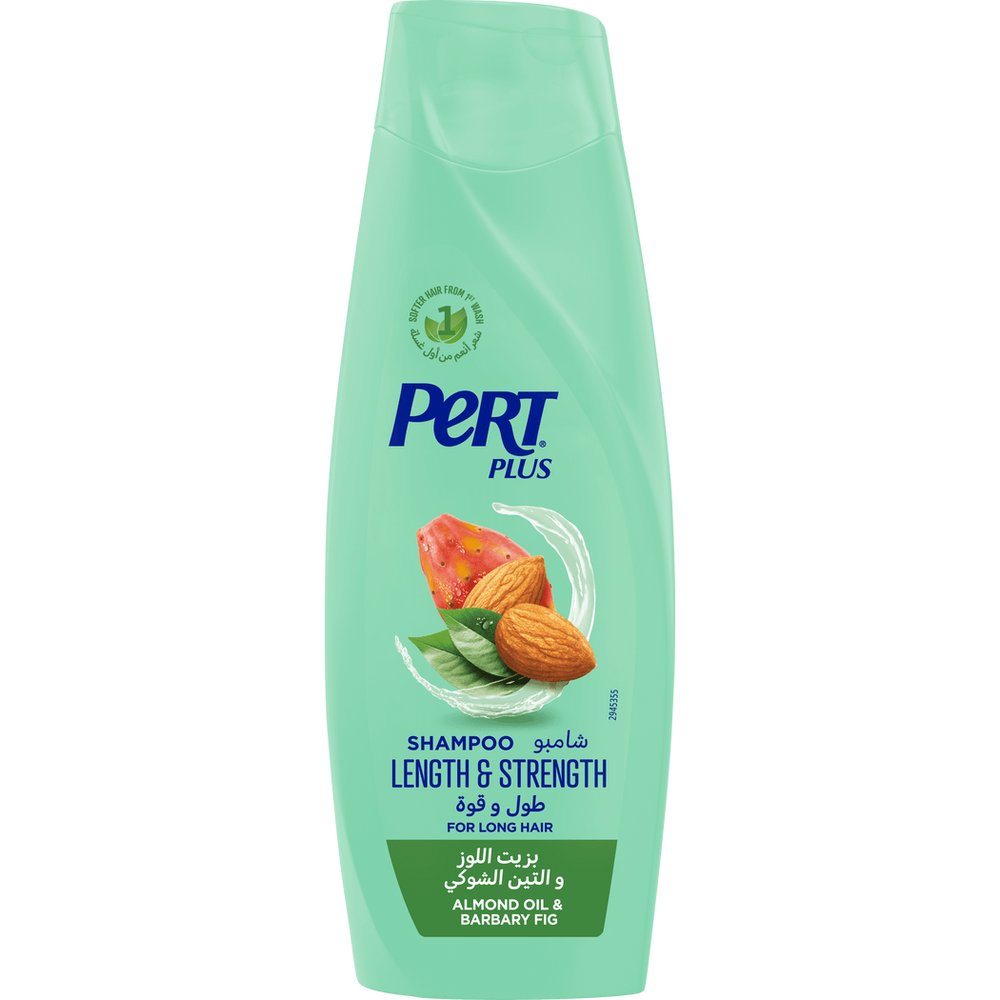 SOFTER HAIR FROM 1ST WASH
1
شعر أنعم من أول غسلة
PERT
PLUS
2945355
SHAMPOO شامبو
LENGTH & STRENGTH
طول و قوة
FOR LONG HAIR
بزيت اللوز
و التين الشوكي
ALMOND OIL &
BARBARY FIG